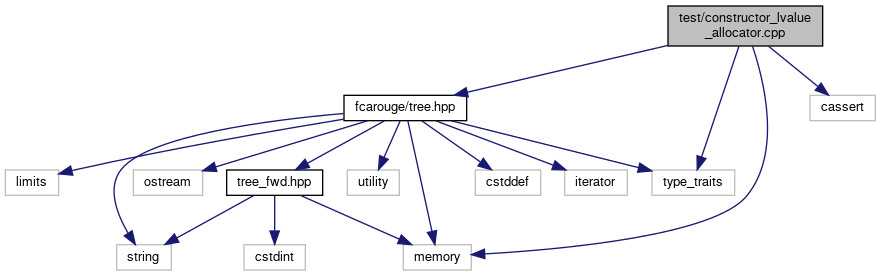 test/constructor_lvalue
_allocator.cpp
fcarouge/tree.hpp
cassert
limits
ostream
tree_fwd.hpp
utility
cstddef
iterator
type_traits
string
cstdint
memory